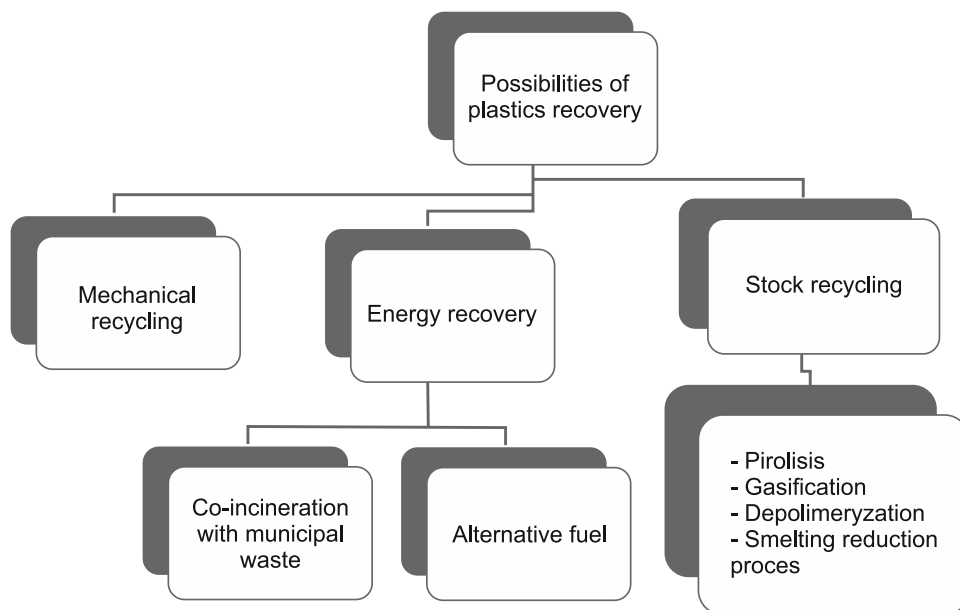 Possibilities of
plastics recovery
Mechanical
recycling
Energy recovery
Stock recycling
Co-incineration
with municipal
waste
Alternative fuel
- Pirolisis
- Gasification
- Depolimeryzation
- Smelting reduction
proces